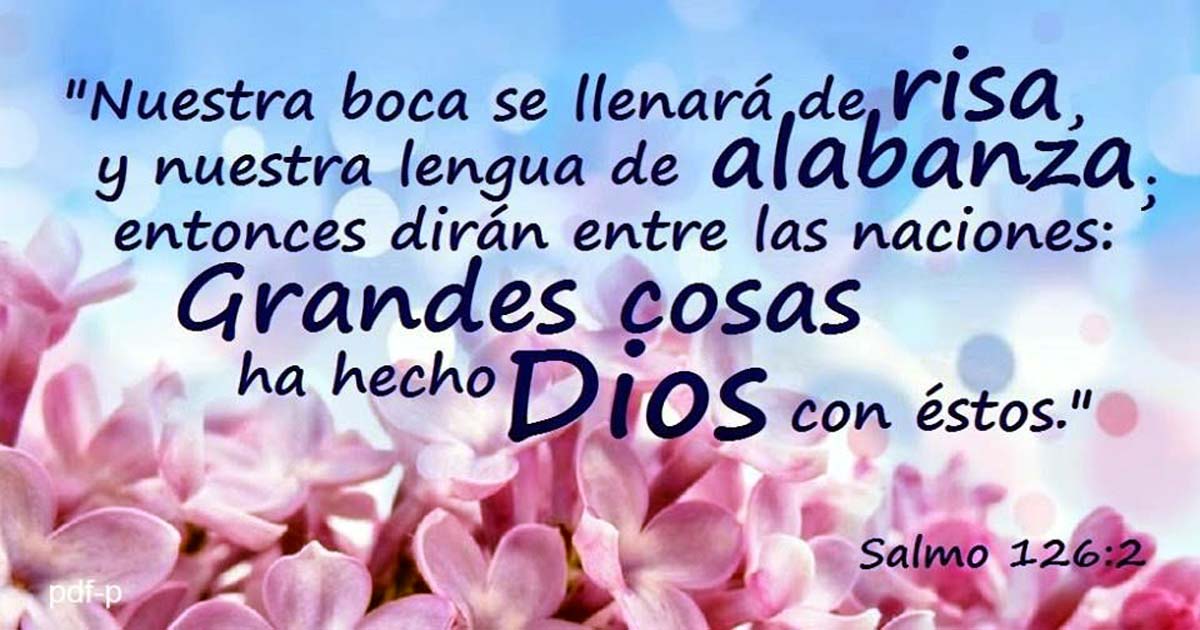 "Nuestra boca se llenará de risa,
y nuestra lengua de alabanza;
entonces dirán entre las naciones:
Grandes cosas
ha hecho Dios con éstos."
Salmo 126:2
pdf-p